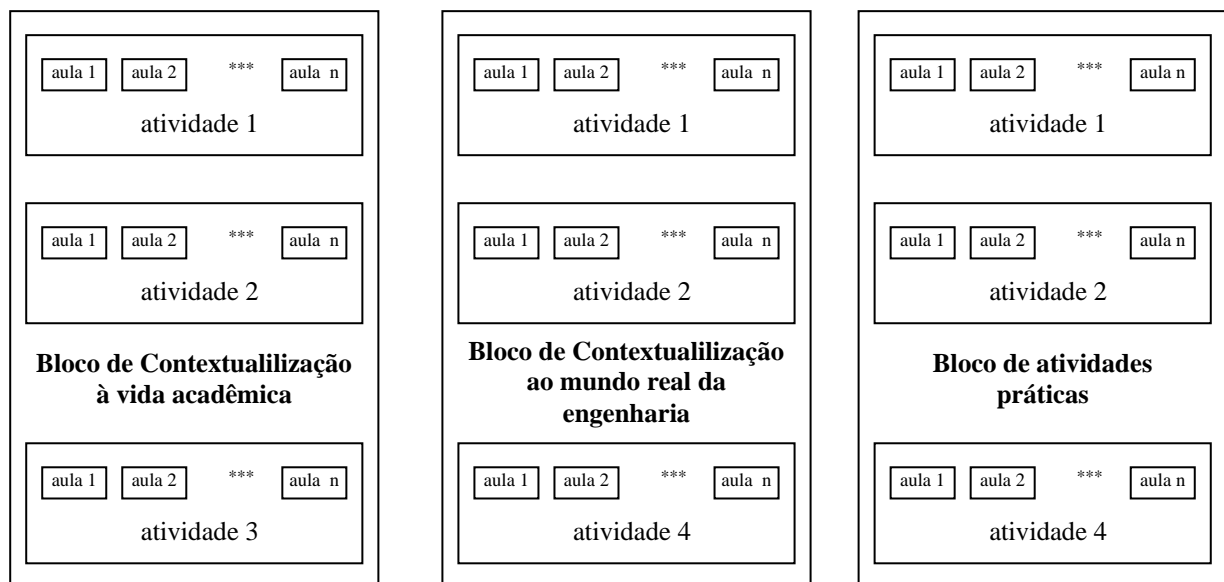 aula 1 aula 2 *** aula n
atividade 1
aula 1 aula 2 *** aula n
atividade 2
Bloco de Contextualilização
à vida acadêmica
aula 1 aula 2 *** aula n
atividade 3
aula 1 aula 2 *** aula n
atividade 1
aula 1 aula 2 *** aula n
atividade 2
Bloco de Contextualilização
ao mundo real da
engenharia
aula 1 aula 2 *** aula n
atividade 4
aula 1 aula 2 *** aula n
atividade 1
aula 1 aula 2 *** aula n
atividade 2
Bloco de atividades
práticas
aula 1 aula 2 *** aula n
atividade 4